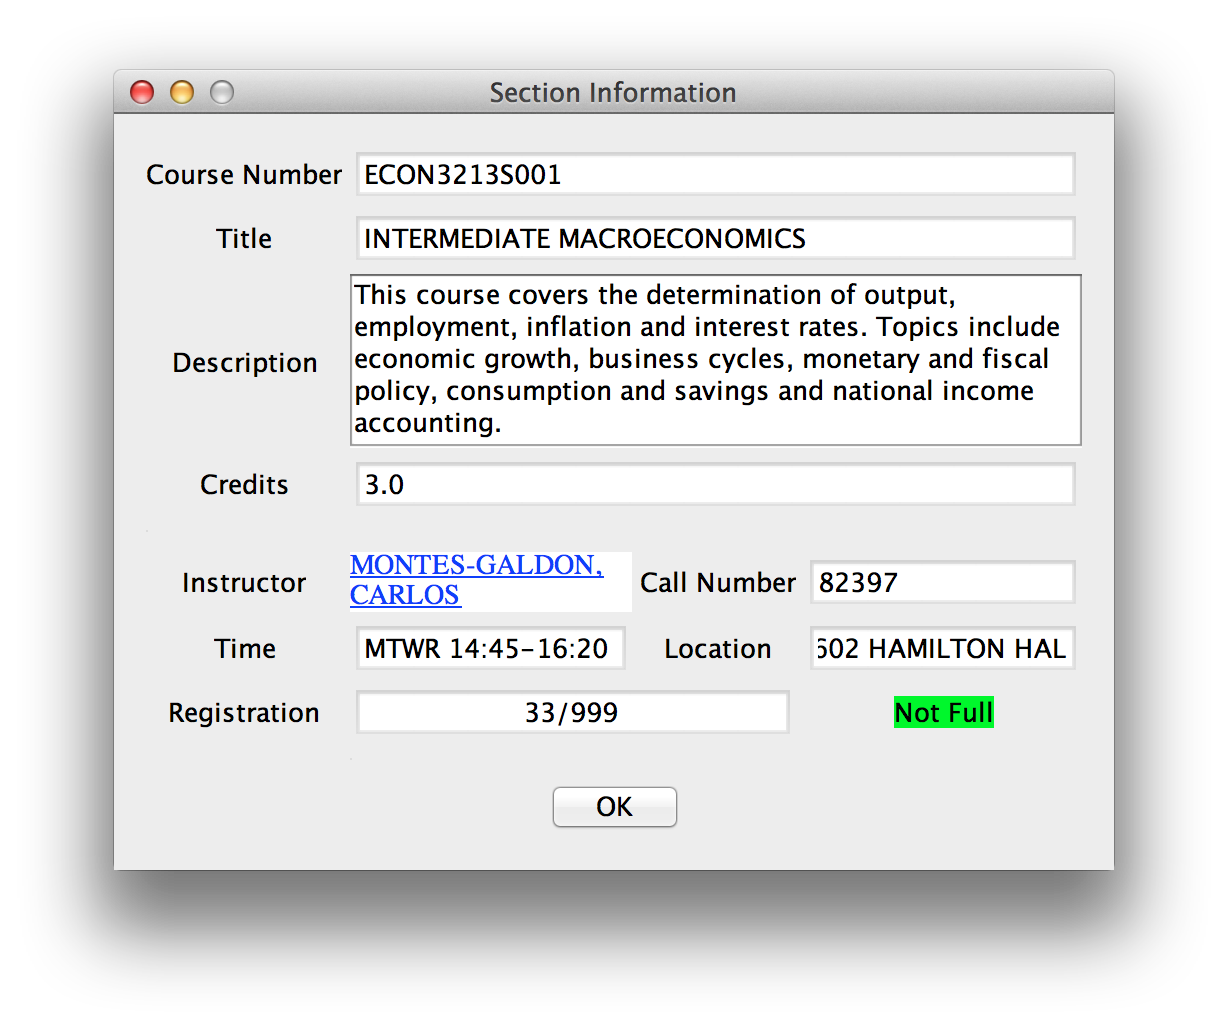 Section Information
Course Number ECON3213S001
Title INTERMEDIATE MACROECONOMICS
Description
This course covers the determination of output,
employment, inflation and interest rates. Topics include
economic growth, business cycles, monetary and fiscal
policy, consumption and savings and national income
accounting.
Credits 3.0
Instructor
MONTES-GALDON,
CARLOS
Call Number 82397
Time MTWR 14:45-16:20 Location 602 HAMILTON HAL
Registration 33/999 Not Full
OK